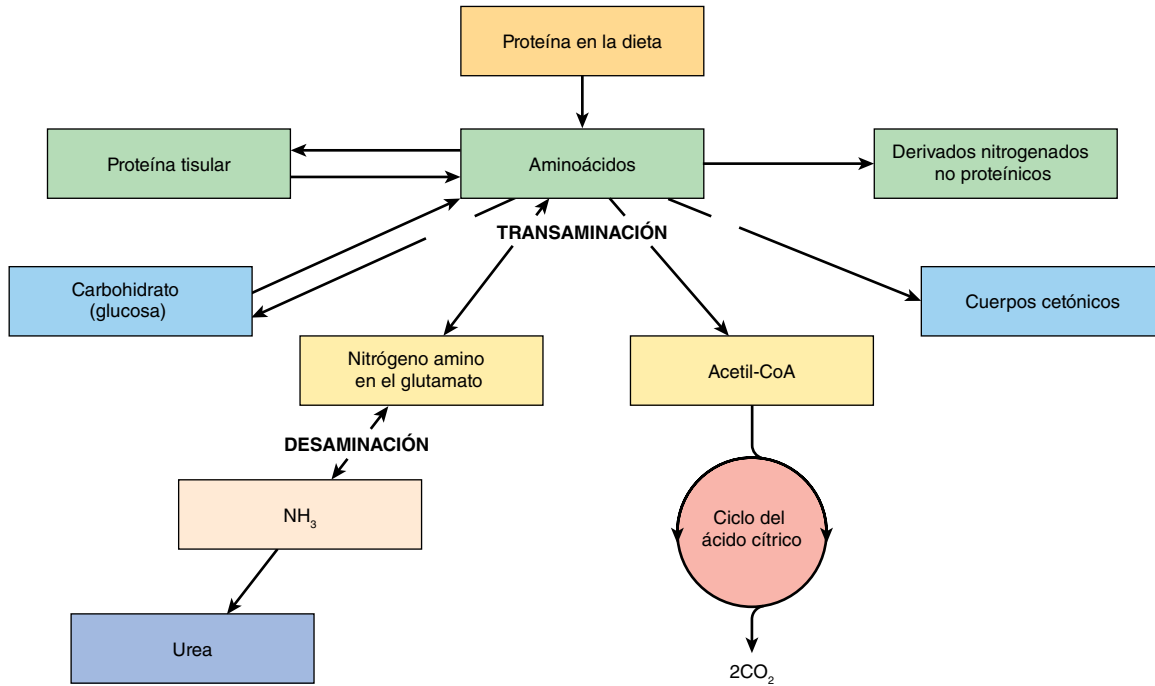 Proteína en la dieta
Proteína tisular
Aminoácidos
Derivados nitrogenados
no proteínicos
TRANSAMINACIÓN
Carbohidrato
(glucosa)
Cuerpos cetónicos
Nitrógeno amino
en el glutamato
Acetil-CoA
DESAMINACIÓN
NH₃
Ciclo del
ácido cítrico
Urea
2CO₂